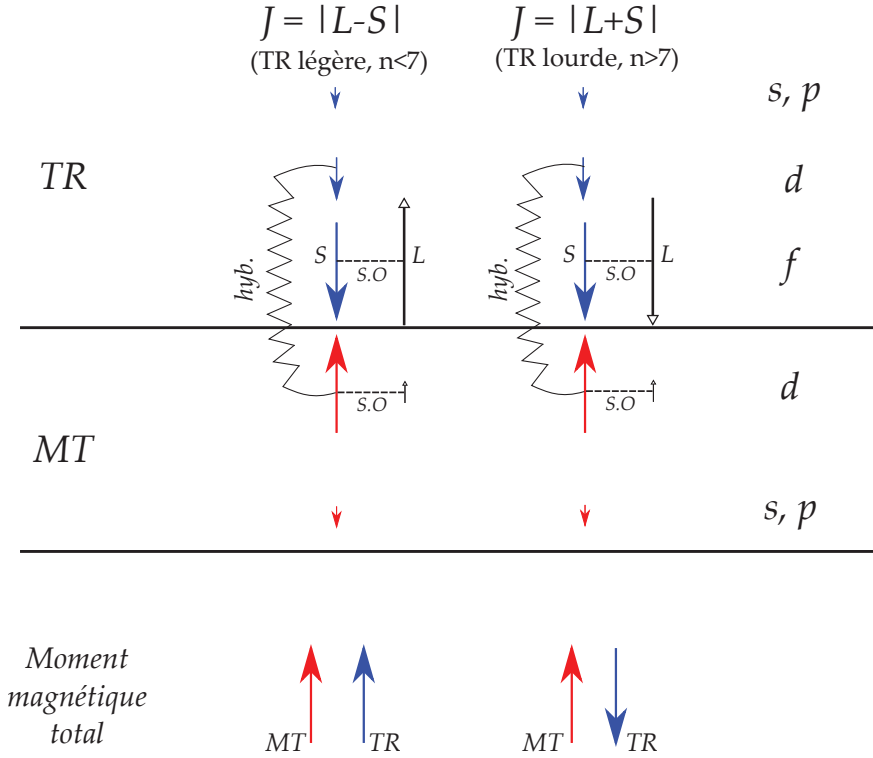 J = |L-S|
(TR légère, n<7)
J = |L+S|
(TR lourde, n>7)
s, p
TR
d
hyb.
S
S.O
L
hyb.
S
S.O
L
f
S.O
S.O
d
MT
s, p
Moment
magnétique
total
MT
TR
MT
TR